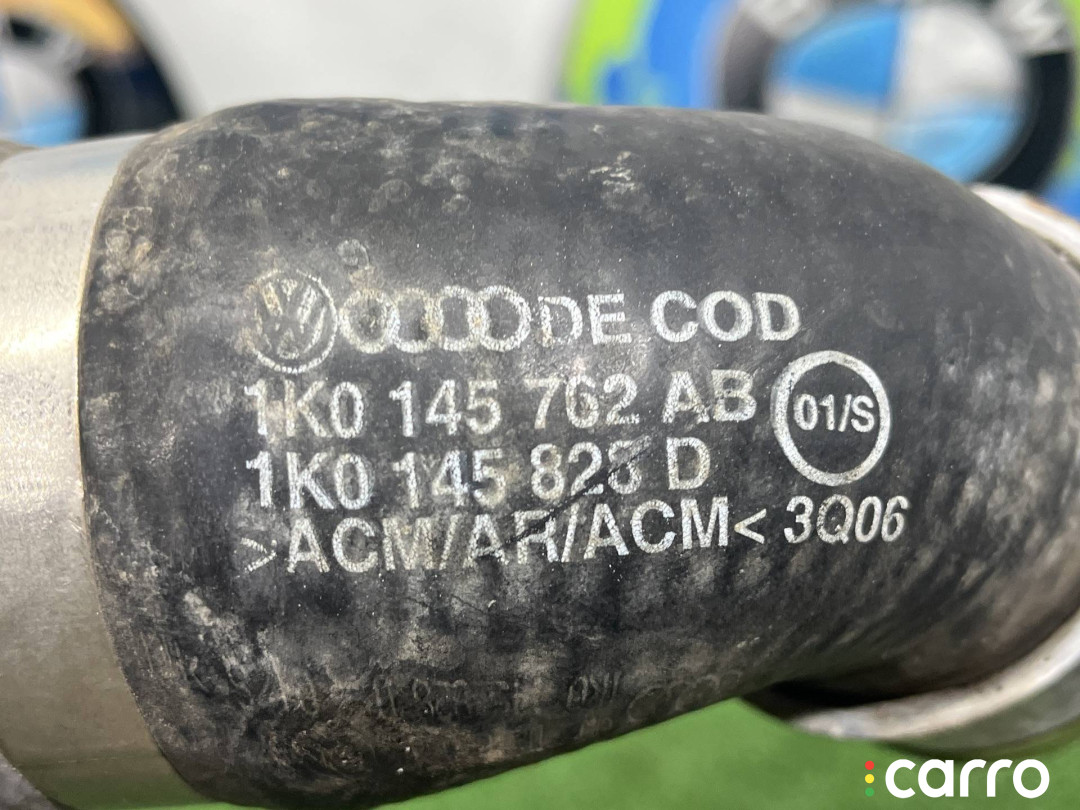 DE COD
1K0 145 762 AB
01/S
1K0 145 828 D
>ACM/AR/ACM< 3Q06
carro